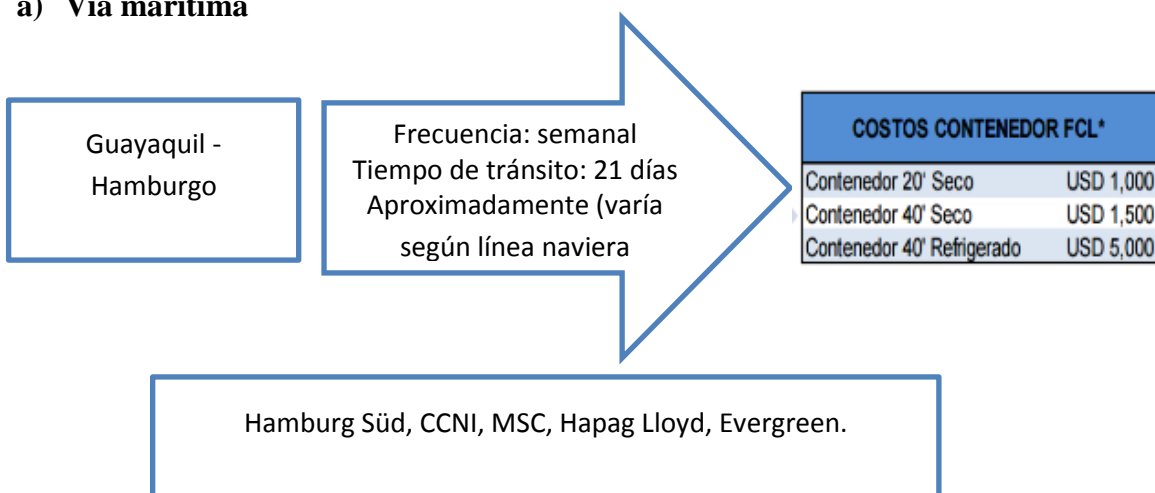 a) Vía marítima
Guayaquil -
Hamburgo
Frecuencia: semanal
Tiempo de tránsito: 21 días
Aproximadamente (varía
según línea naviera
COSTOS CONTENEDOR FCL*
Contenedor 20' Seco USD 1,000
Contenedor 40' Seco USD 1,500
Contenedor 40' Refrigerado USD 5,000
Hamburg Süd, CCNI, MSC, Hapag Lloyd, Evergreen.